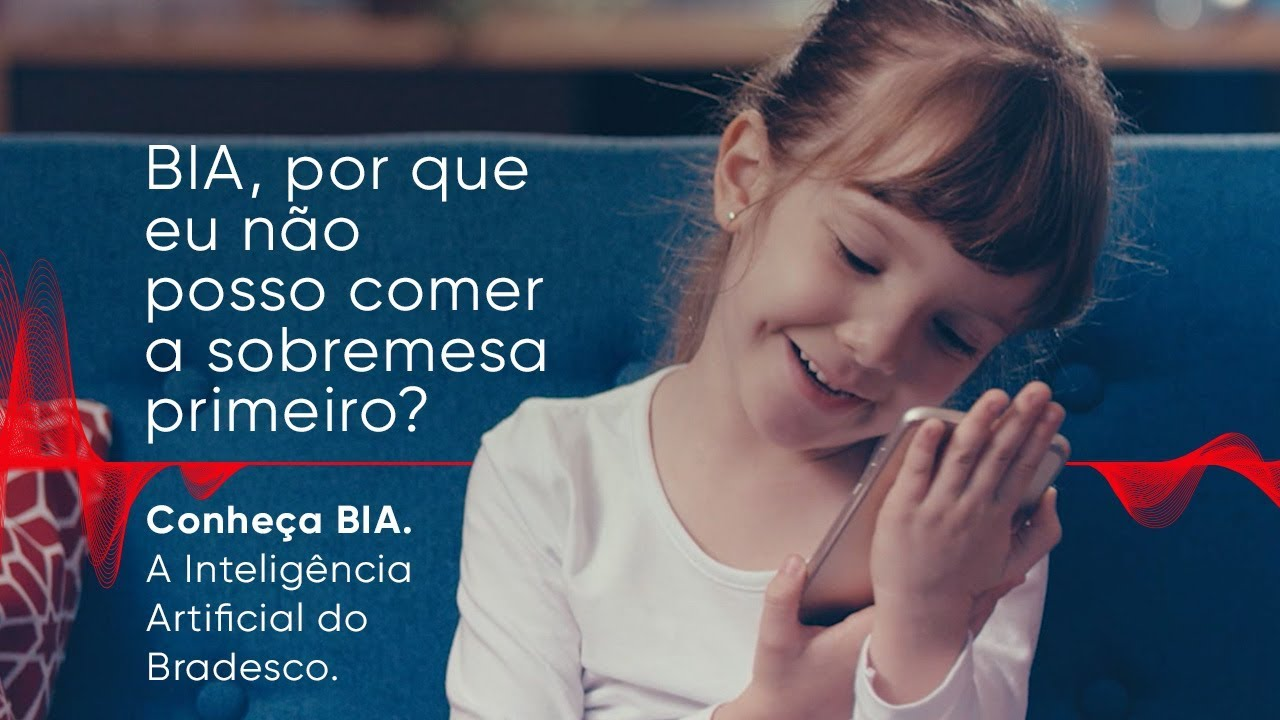 BIA, por que
eu não
posso comer
a sobremesa
primeiro?
Conheça BIA.
A Inteligência
Artificial do
Bradesco.